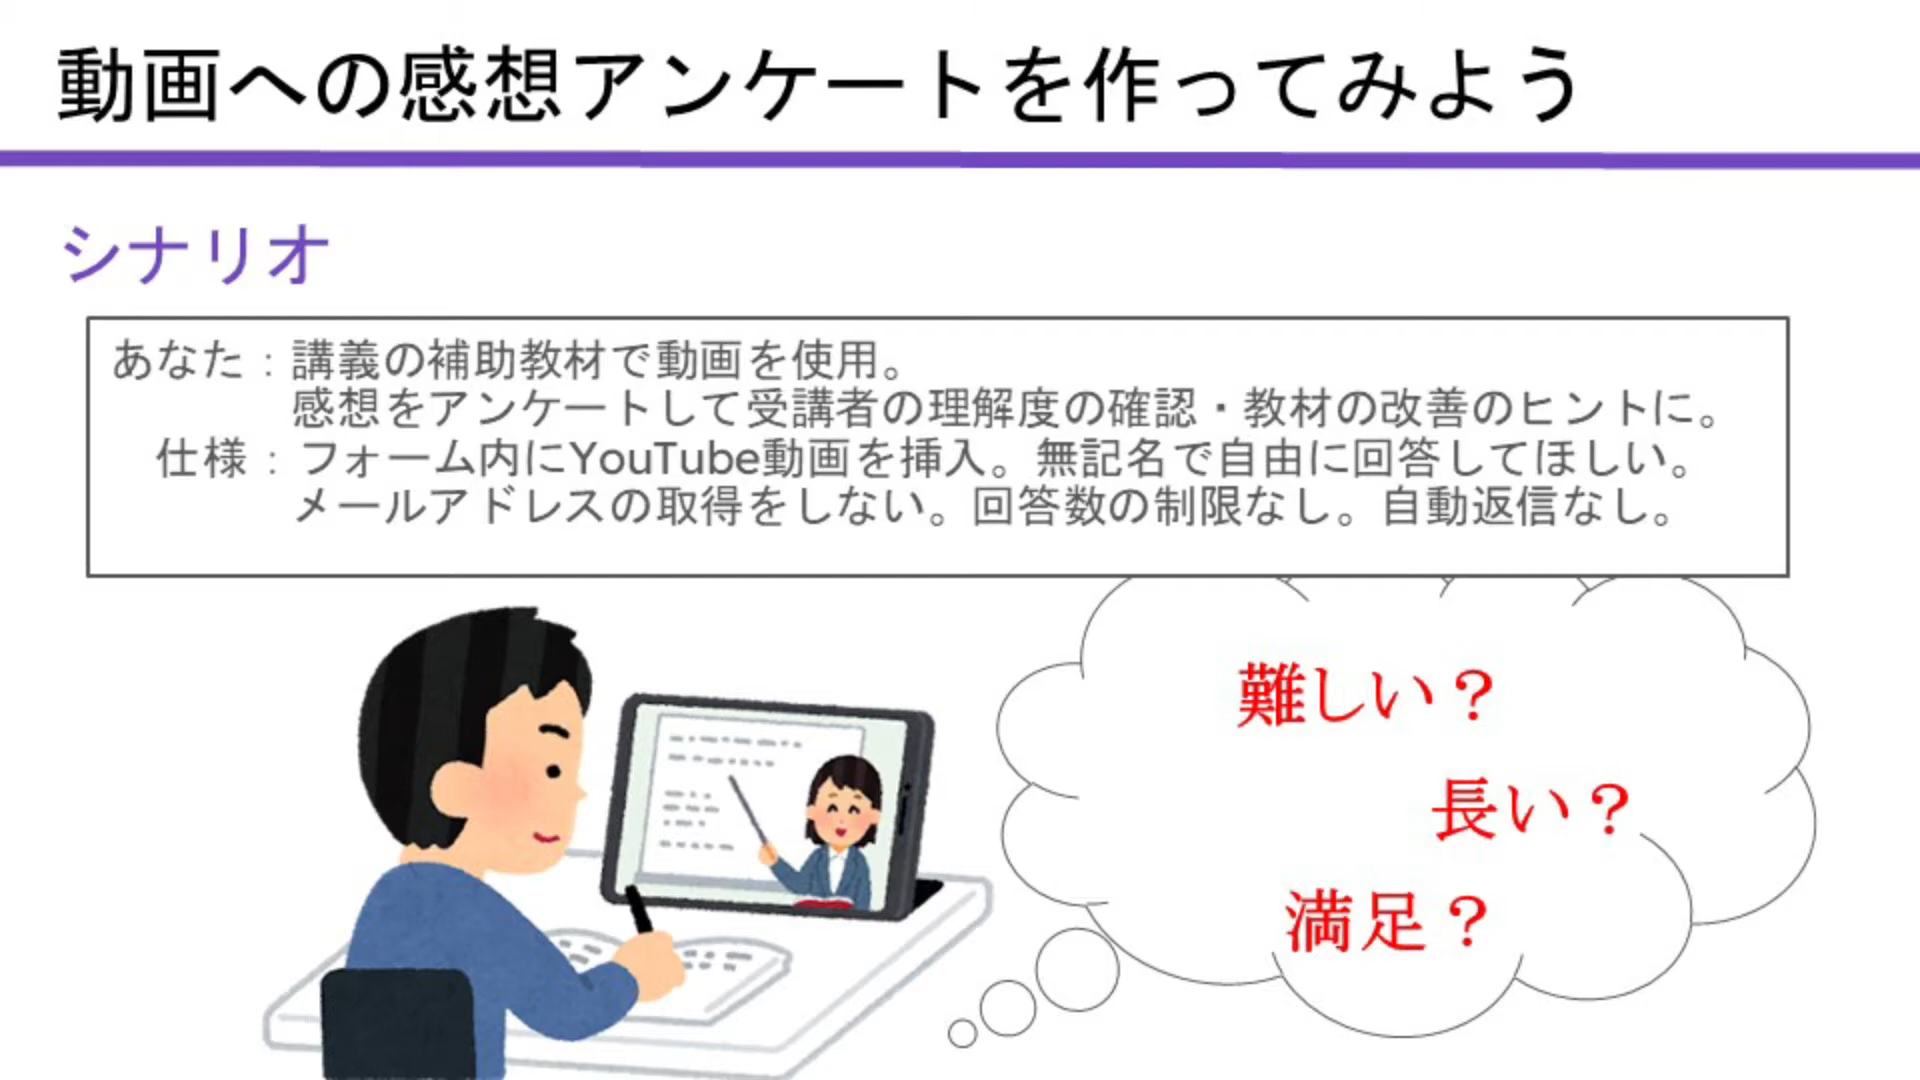 動画への感想アンケートを作ってみよう
シナリオ
あなた：講義の補助教材で動画を使用。
感想をアンケートして受講者の理解度の確認・教材の改善のヒントに。
仕様：フォーム内にYouTube動画を挿入。無記名で自由に回答してほしい。
メールアドレスの取得をしない。回答数の制限なし。自動返信なし。
難しい？
長い？
満足？